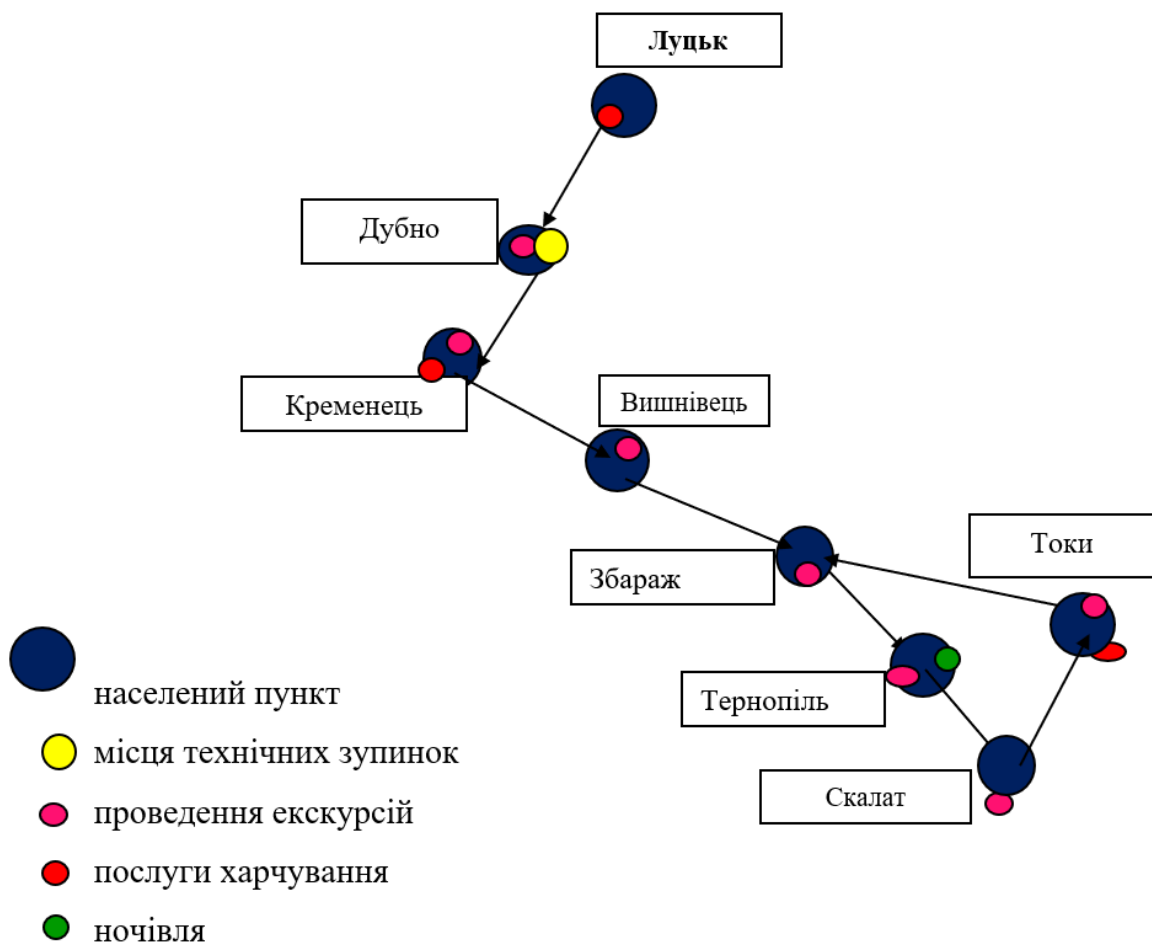 Луцьк
Дубно
Кременець
Вишнівець
Токи
Збараж
Тернопіль
Скалат
населений пункт
місця технічних зупинок
проведення екскурсій
послуги харчування
ночівля